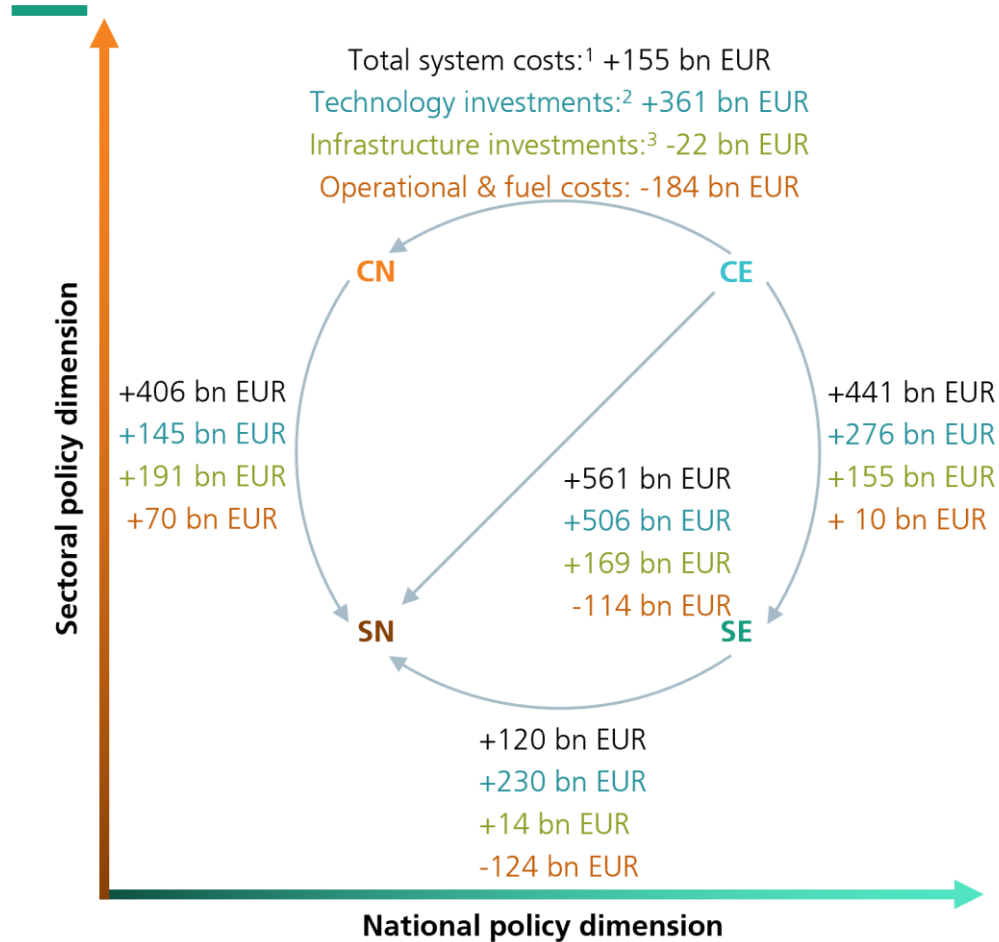 Total system costs:¹ +155 bn EUR
Technology investments:² +361 bn EUR
Infrastructure investments:³ -22 bn EUR
Operational & fuel costs: -184 bn EUR
CN
CE
Sectoral policy dimension
+406 bn EUR
+145 bn EUR
+191 bn EUR
+70 bn EUR
+441 bn EUR
+276 bn EUR
+155 bn EUR
+ 10 bn EUR
+561 bn EUR
+506 bn EUR
+169 bn EUR
-114 bn EUR
SN
SE
+120 bn EUR
+230 bn EUR
+14 bn EUR
-124 bn EUR
National policy dimension